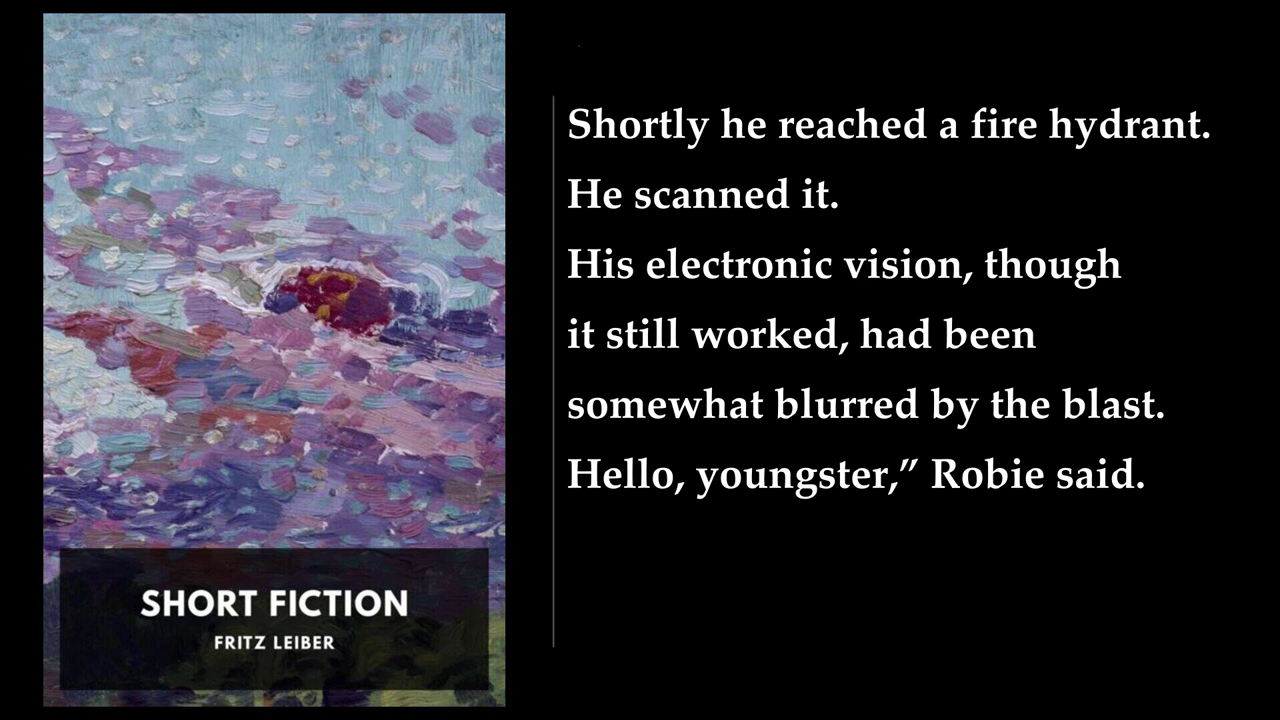 SHORT FICTION
FRITZ LEIBER
Shortly he reached a fire hydrant.
He scanned it.
His electronic vision, though
it still worked, had been
somewhat blurred by the blast.
Hello, youngster,” Robie said.